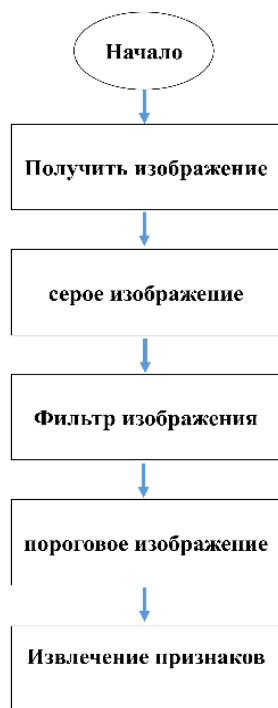 Начало
Получить изображение
серое изображение
Фильтр изображения
пороговое изображение
Извлечение признаков